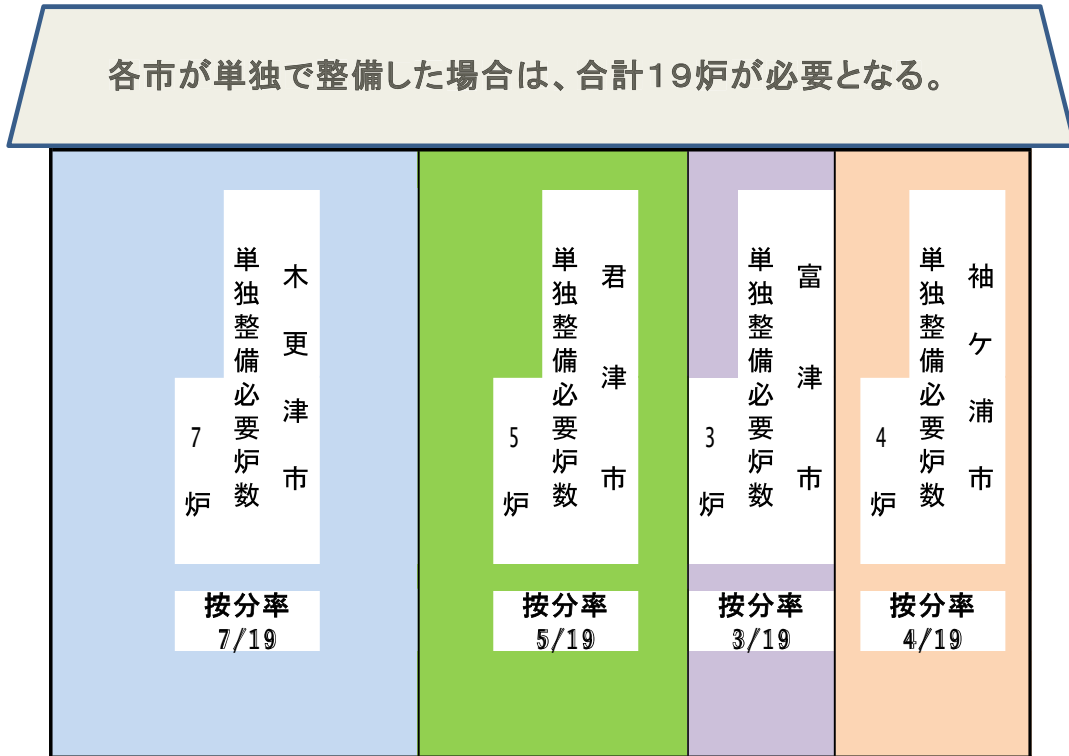 各市が単独で整備した場合は、合計19炉が必要となる。
木更津市
単独整備必要炉数
7炉
按分率
7/19
君津市
単独整備必要炉数
5炉
按分率
5/19
富津市
単独整備必要炉数
3炉
按分率
3/19
袖ケ浦市
単独整備必要炉数
4炉
按分率
4/19